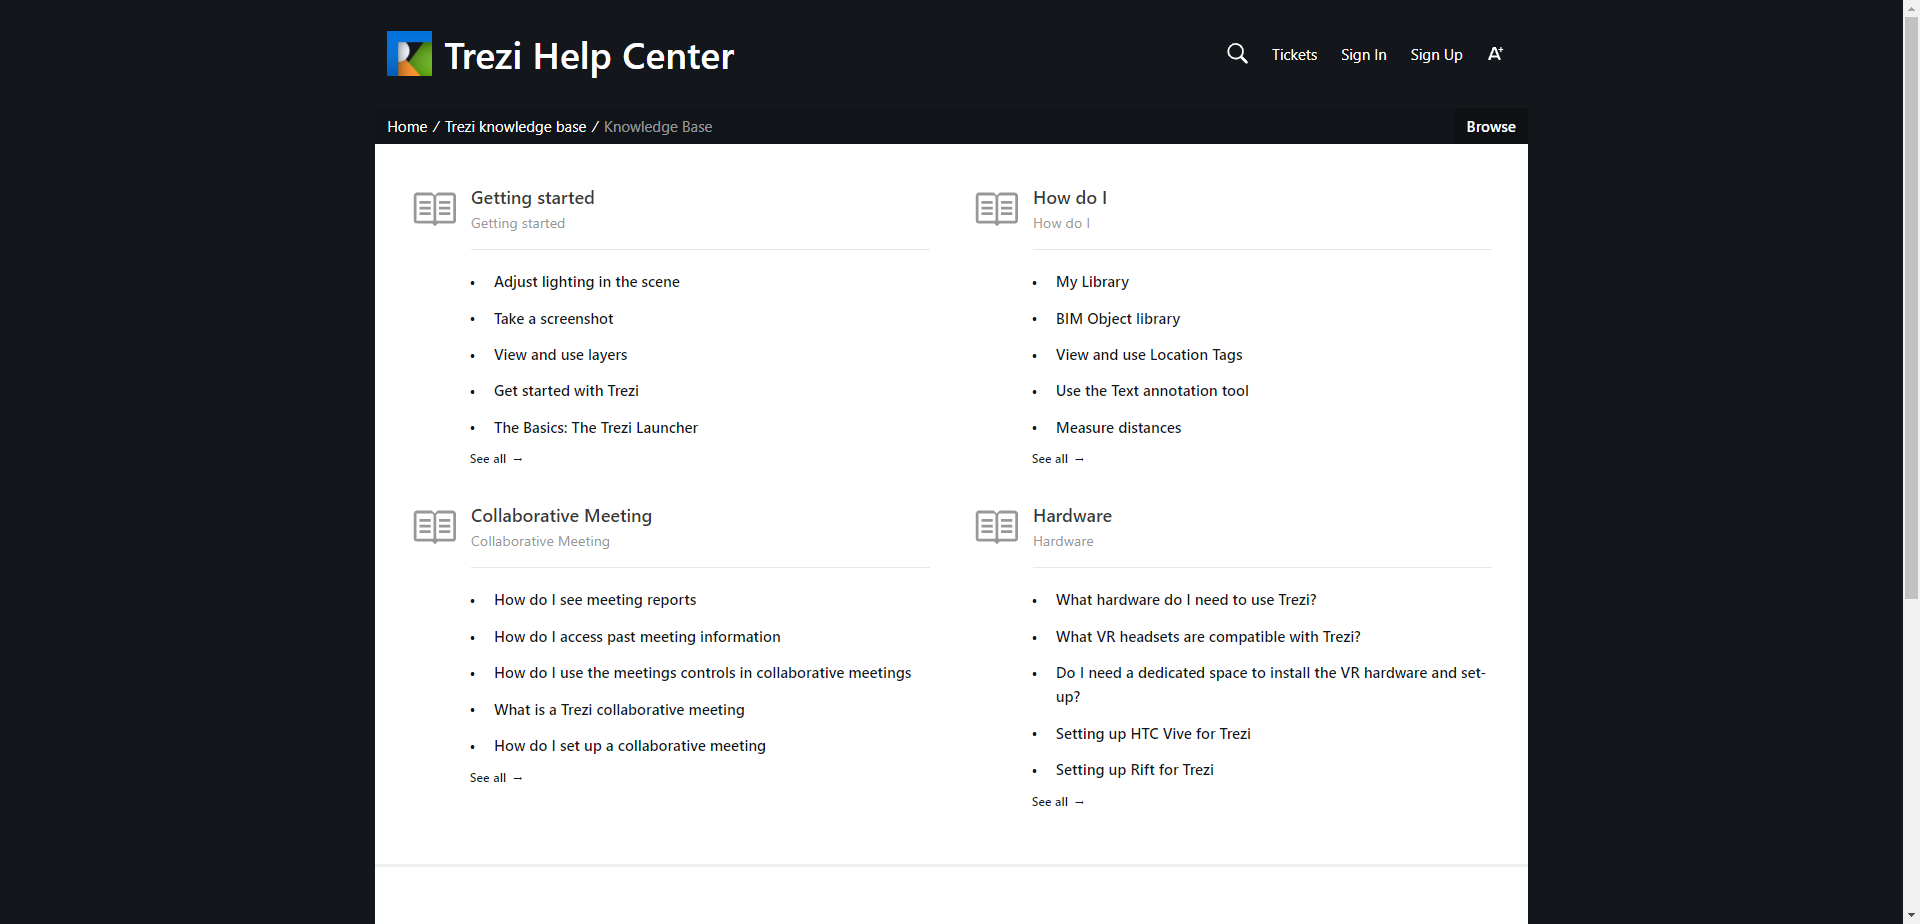 Trezi Help Center
Tickets Sign In Sign Up A+
Home / Trezi knowledge base / Knowledge Base
Browse
Getting started
Getting started
• Adjust lighting in the scene
• Take a screenshot
• View and use layers
• Get started with Trezi
• The Basics: The Trezi Launcher
See all →
How do I
How do I
• My Library
• BIM Object library
• View and use Location Tags
• Use the Text annotation tool
• Measure distances
See all →
Collaborative Meeting
Collaborative Meeting
• How do I see meeting reports
• How do I access past meeting information
• How do I use the meetings controls in collaborative meetings
• What is a Trezi collaborative meeting
• How do I set up a collaborative meeting
See all →
Hardware
Hardware
• What hardware do I need to use Trezi?
• What VR headsets are compatible with Trezi?
• Do I need a dedicated space to install the VR hardware and set-
up?
• Setting up HTC Vive for Trezi
• Setting up Rift for Trezi
See all →